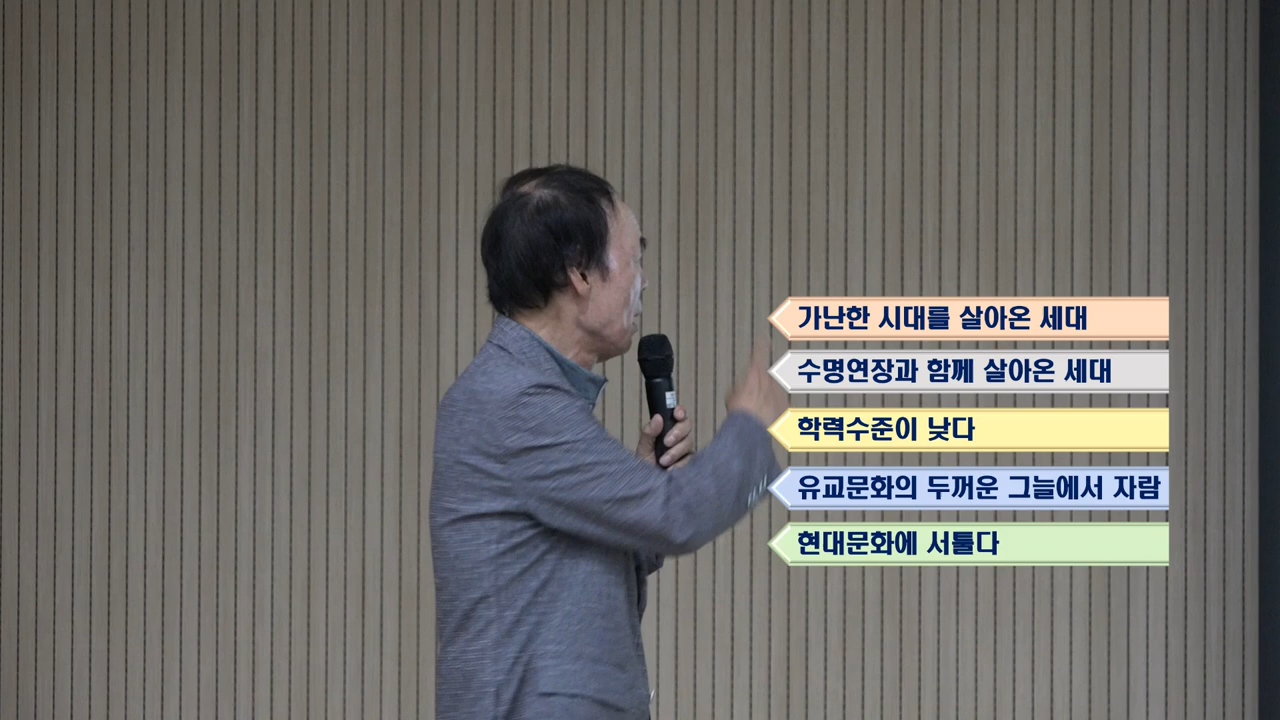 가난한 시대를 살아온 세대
수명연장과 함께 살아온 세대
학력수준이 낮다
유교문화의 두꺼운 그늘에서 자람
현대문화에 서툴다